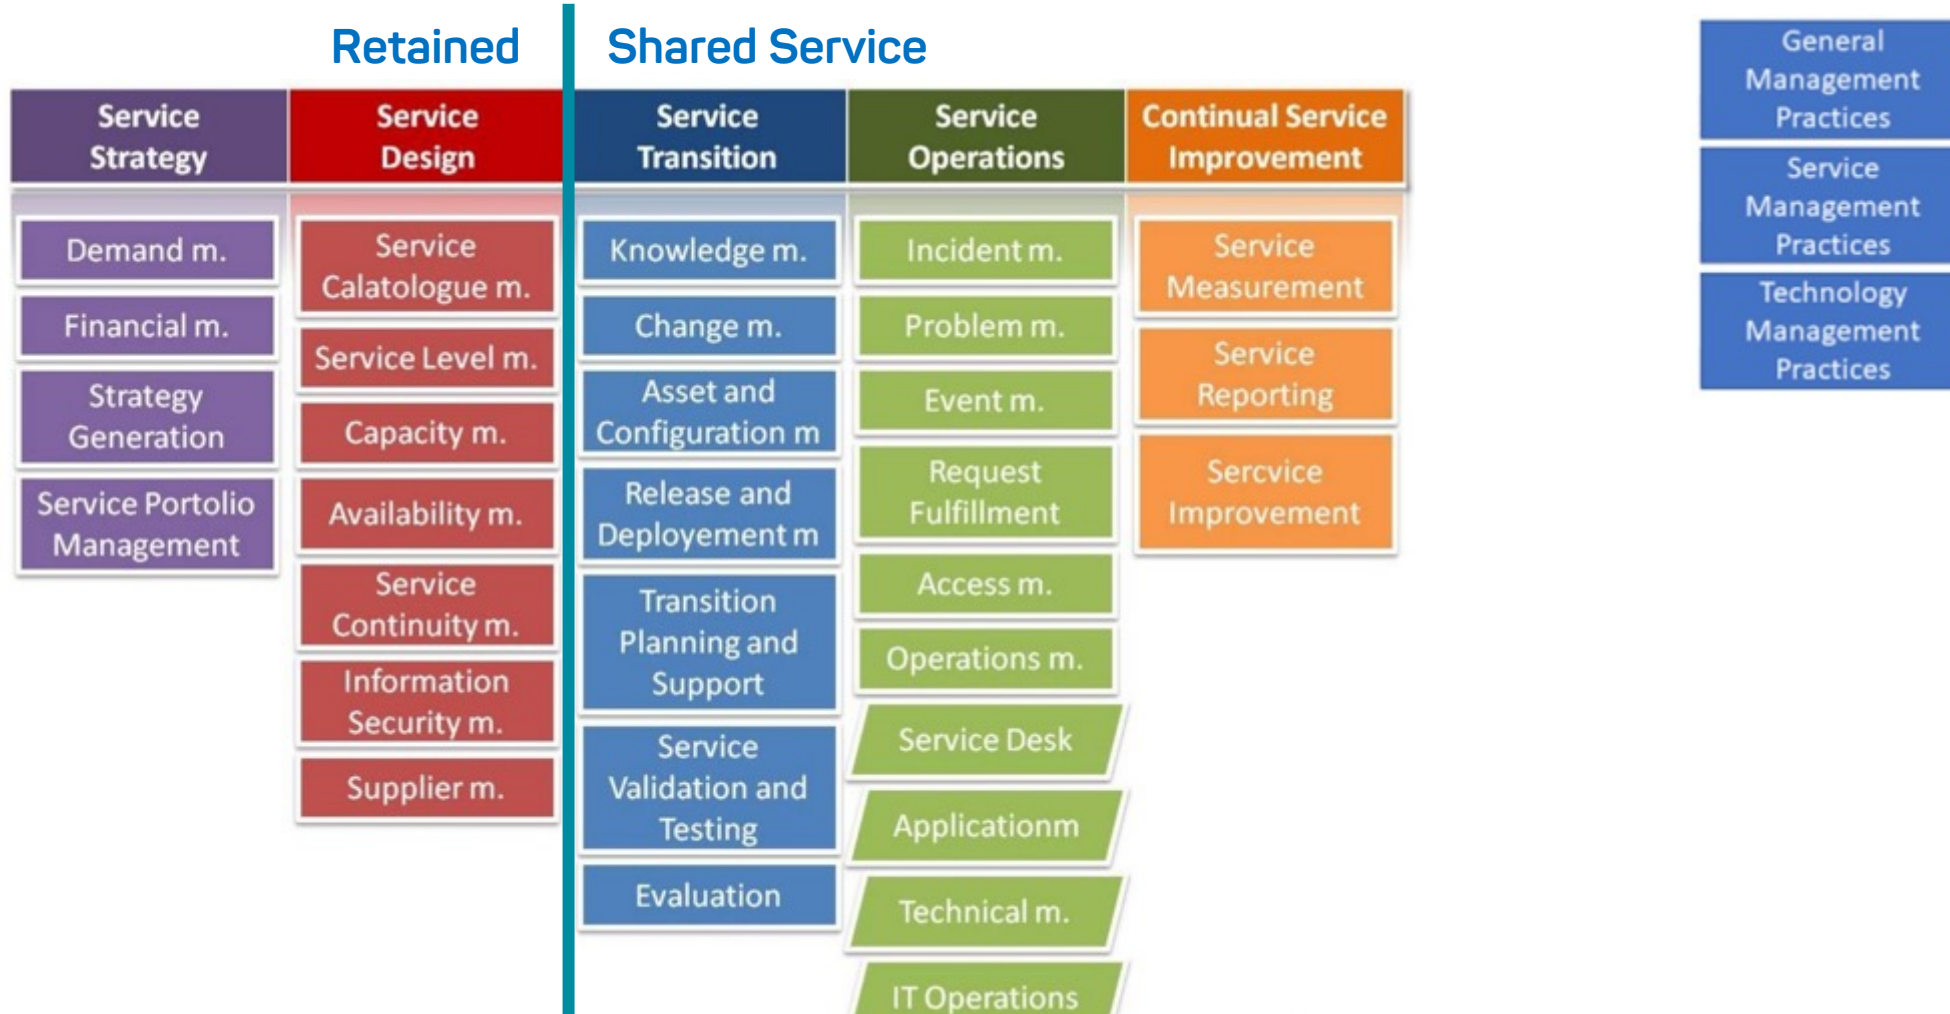 Retained
Shared Service
Service
Strategy
Service
Design
Service
Transition
Service
Operations
Continual Service
Improvement
Demand m.
Financial m.
Strategy
Generation
Service Portolio
Management
Service
Calatologue m.
Service Level m.
Capacity m.
Availability m.
Service
Continuity m.
Information
Security m.
Supplier m.
Knowledge m.
Change m.
Asset and
Configuration m
Release and
Deployement m
Transition
Planning and
Support
Service
Validation and
Testing
Evaluation
Incident m.
Problem m.
Event m.
Request
Fulfillment
Access m.
Operations m.
Service Desk
Applicationm
Technical m.
IT Operations
Service
Measurement
Service
Reporting
Sercvice
Improvement
General
Management
Practices
Service
Management
Practices
Technology
Management
Practices